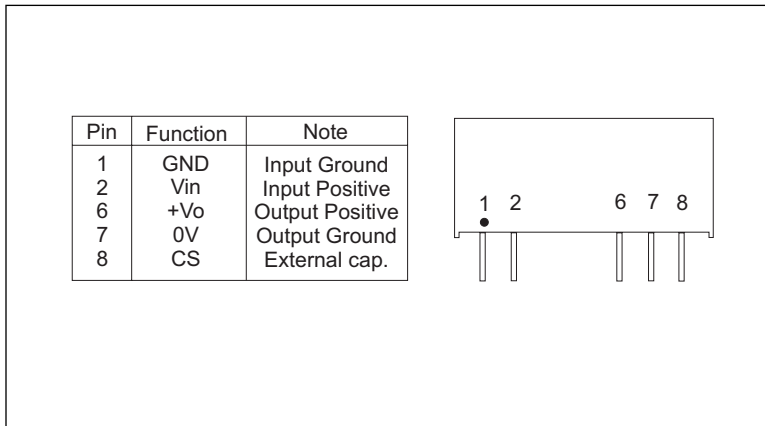 Pin Function Note
1 GND Input Ground
2 Vin Input Positive
6 +Vo Output Positive
7 0V Output Ground
8 CS External cap.
1 2 6 7 8